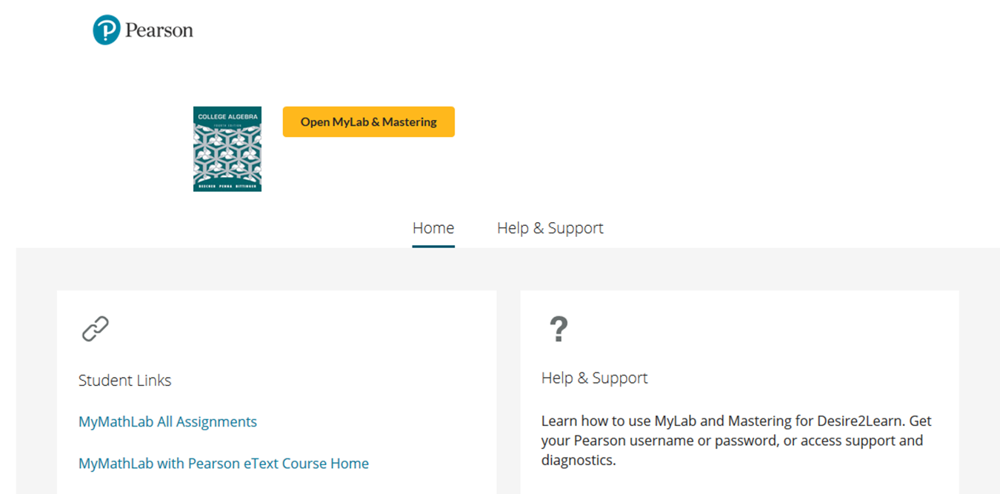 Pearson
COLLEGE ALGEBRA
FOURTH EDITION
BEECHER PENNA BITTINGER
Open MyLab & Mastering
Home
Help & Support
Student Links
MyMathLab All Assignments
MyMathLab with Pearson eText Course Home
?
Help & Support
Learn how to use MyLab and Mastering for Desire2Learn. Get
your Pearson username or password, or access support and
diagnostics.